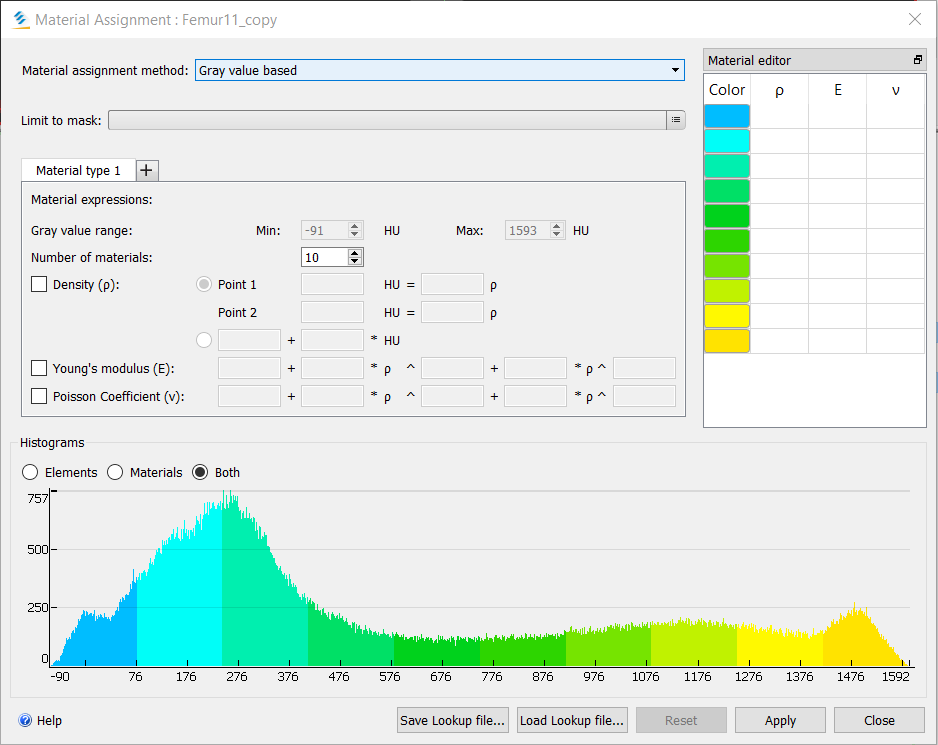 Material Assignment : Femur11_copy
Material assignment method: Gray value based
Limit to mask:
Material type 1 +
Material expressions:
Gray value range: Min: -91 HU Max: 1593 HU
Number of materials: 10
Density (ρ): Point 1 HU = ρ
Point 2 HU = ρ
+ * HU
Young's modulus (E): + * ρ ^ + * ρ ^
Poisson Coefficient (ν): + * ρ ^ + * ρ ^
Material editor
Color ρ E ν
Histograms
Elements Materials Both
757
500
250
0
-90 76 176 276 376 476 576 676 776 876 976 1076 1176 1276 1376 1476 1592
? Help Save Lookup file... Load Lookup file... Reset Apply Close